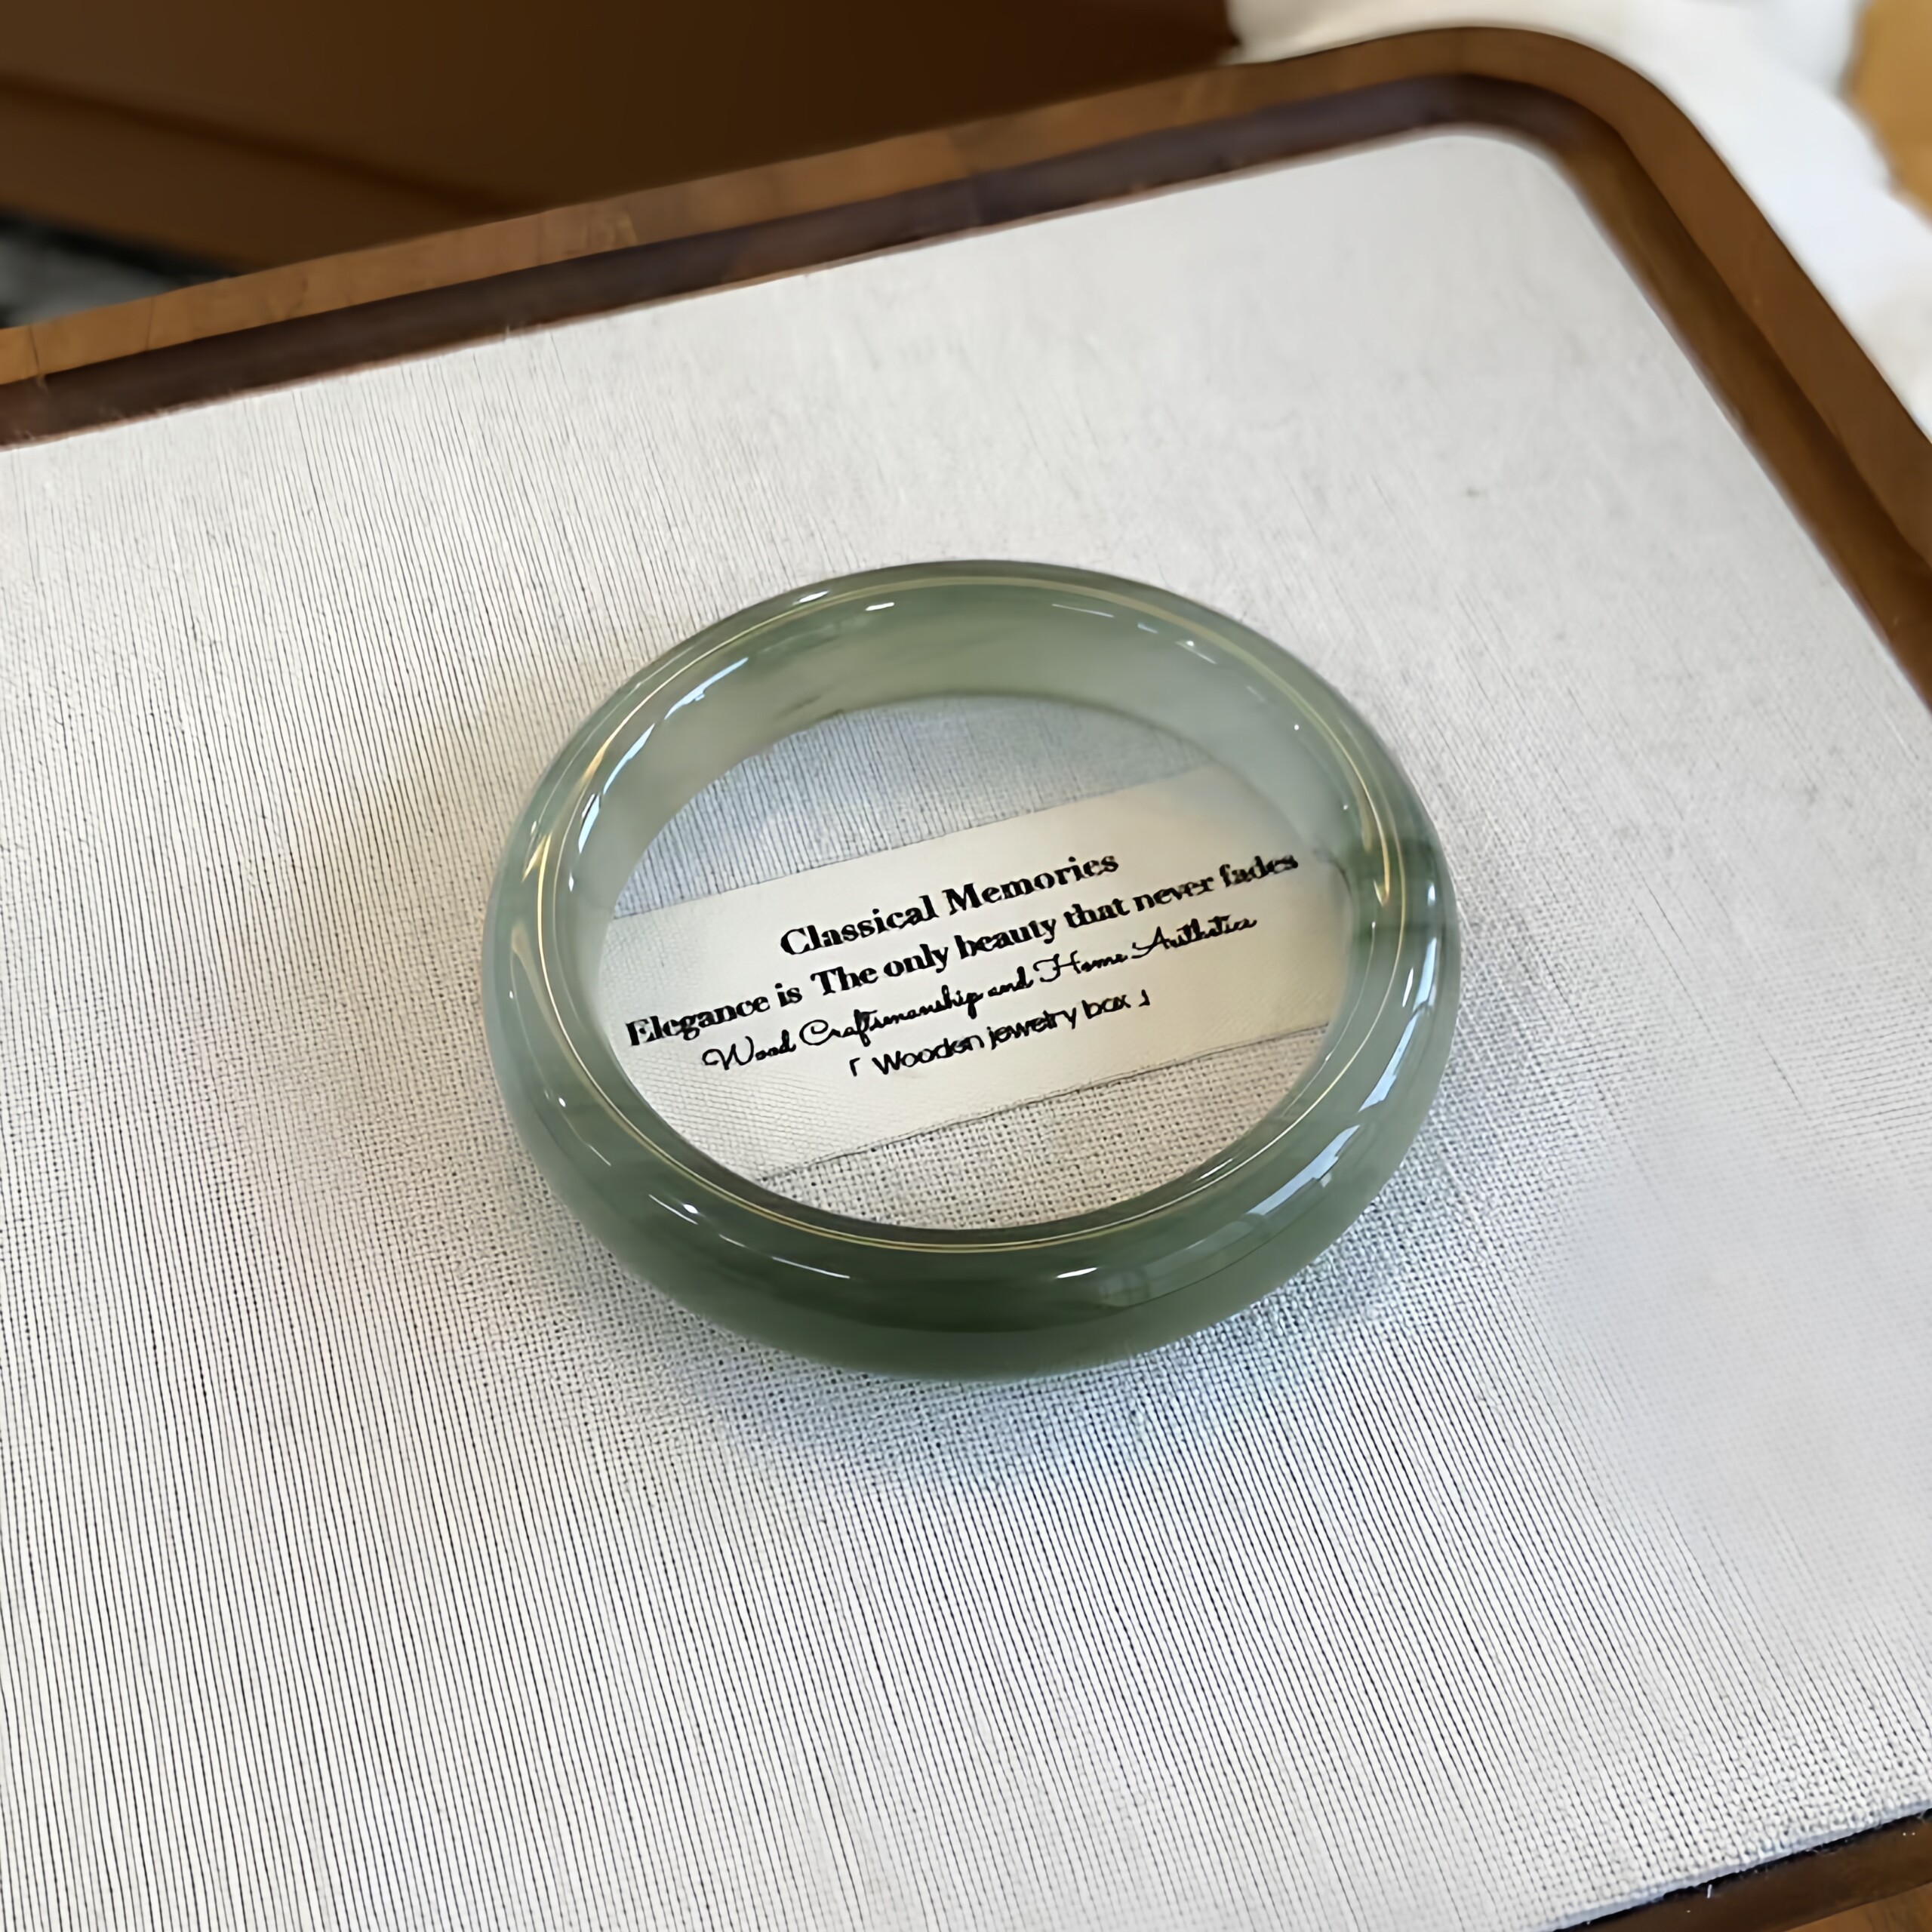 Classical Memories
Elegance is The only beauty that never fades
Wood Craftsmanship and Home Aesthetics
「 Wooden jewelry box 」